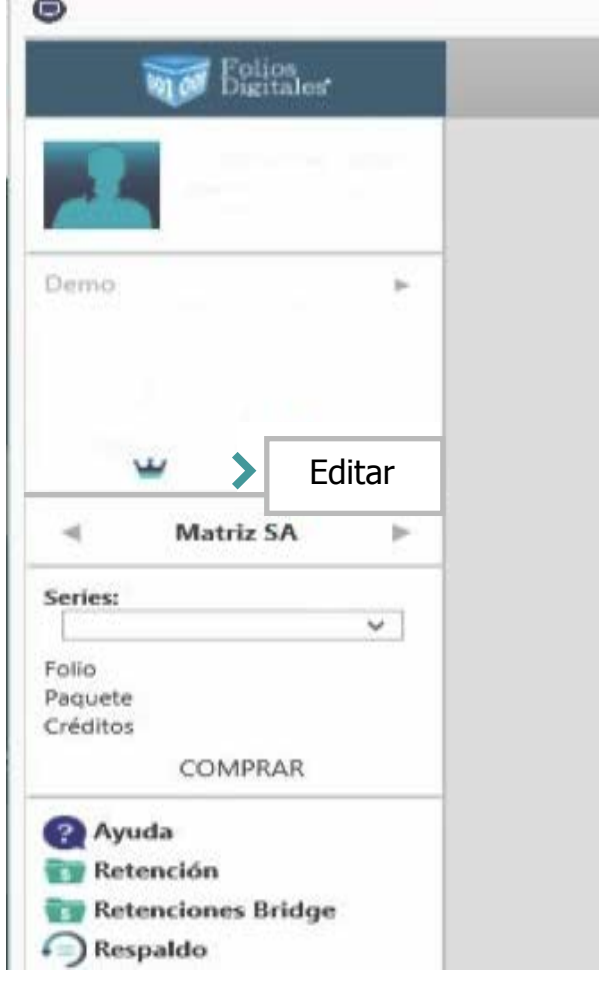 Folios
Digitales
Demo
Editar
Matriz SA
Series:
Folio
Paquete
Créditos
COMPRAR
Ayuda
Retención
Retenciones Bridge
Respaldo